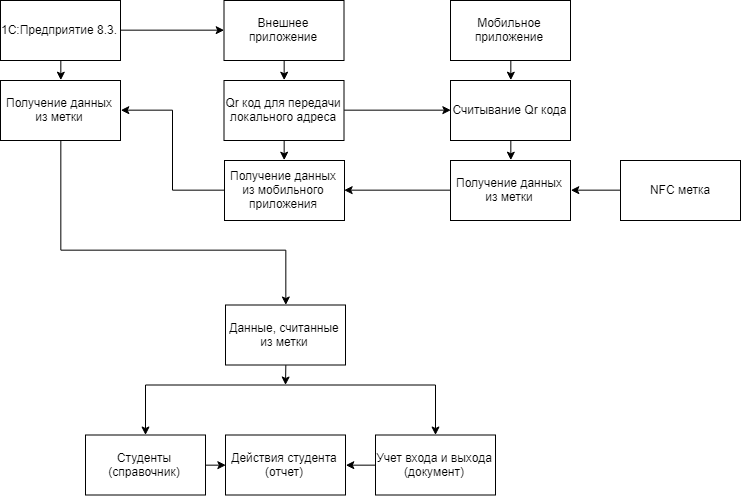 1С:Предприятие 8.3.
Внешнее
приложение
Мобильное
приложение
Получение данных
из метки
Qr код для передачи
локального адреса
Считывание Qr кода
Получение данных
из мобильного
приложения
Получение данных
из метки
NFC метка
Данные, считанные
из метки
Студенты
(справочник)
Действия студента
(отчет)
Учет входа и выхода
(документ)